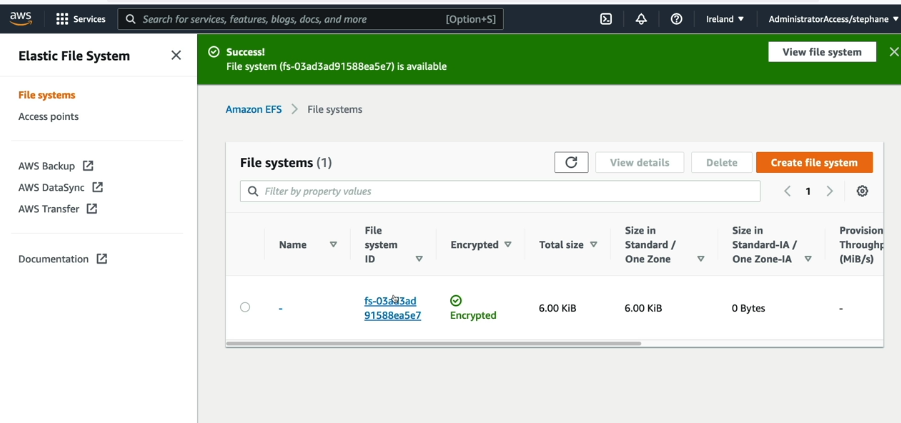 aws
Services
Search for services, features, blogs, docs, and more
[Option+S]
Ireland ▼
AdministratorAccess/stephane ▼
Elastic File System
File systems
Access points
AWS Backup
AWS DataSync
AWS Transfer
Documentation
Success!
File system (fs-03ad3ad91588ea5e7) is available
View file system
Amazon EFS > File systems
File systems (1)
View details
Delete
Create file system
Filter by property values
1
Name
File
system
ID
Encrypted
Total size
Size in
Standard /
One Zone
Size in
Standard-IA /
One Zone-IA
Provision
Throughp
(MiB/s)
-
fs-03ad3ad
91588ea5e7
Encrypted
6.00 KiB
6.00 KiB
0 Bytes
-